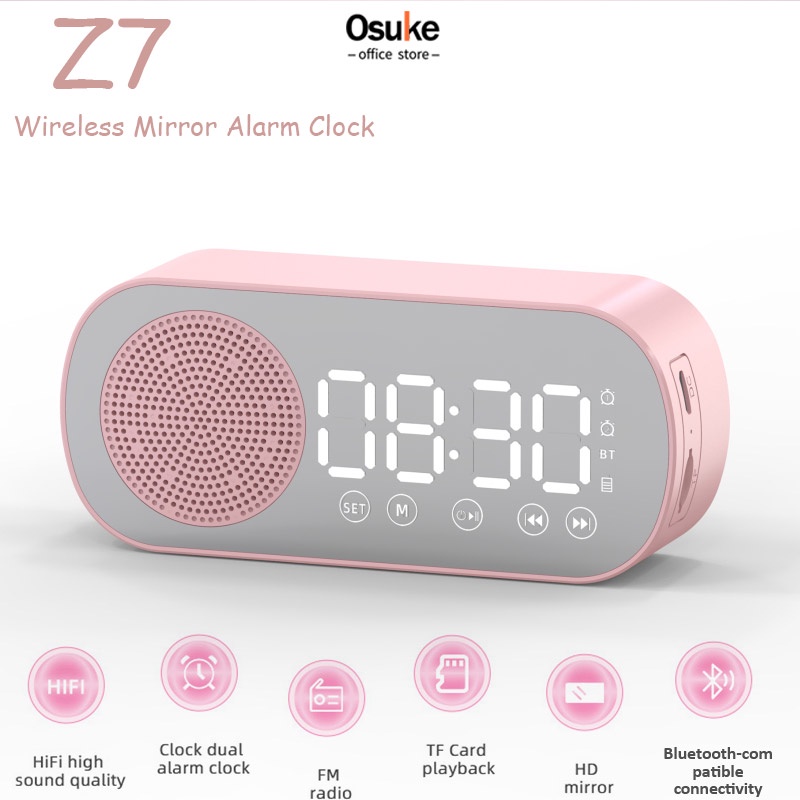 Z7
Osuke
office store
Wireless Mirror Alarm Clock
08:30
BT
DC
SET
M
HIFI
HiFi high
sound quality
Clock dual
alarm clock
FM
radio
TF Card
playback
HD
mirror
Bluetooth-com
patible
connectivity